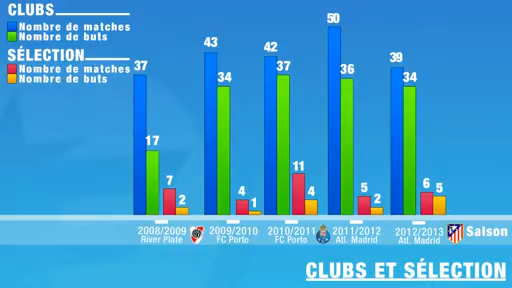 CLUBS
Nombre de matches
Nombre de buts
SÉLECTION
Nombre de matches
Nombre de buts
37
17
7
2
43
34
4
1
42
37
11
4
50
36
5
2
39
34
6
5
2008/2009
River Plate
2009/2010
FC Porto
2010/2011
FC Porto
2011/2012
Atl. Madrid
2012/2013
Atl. Madrid
Saison
CLUBS ET SÉLECTION